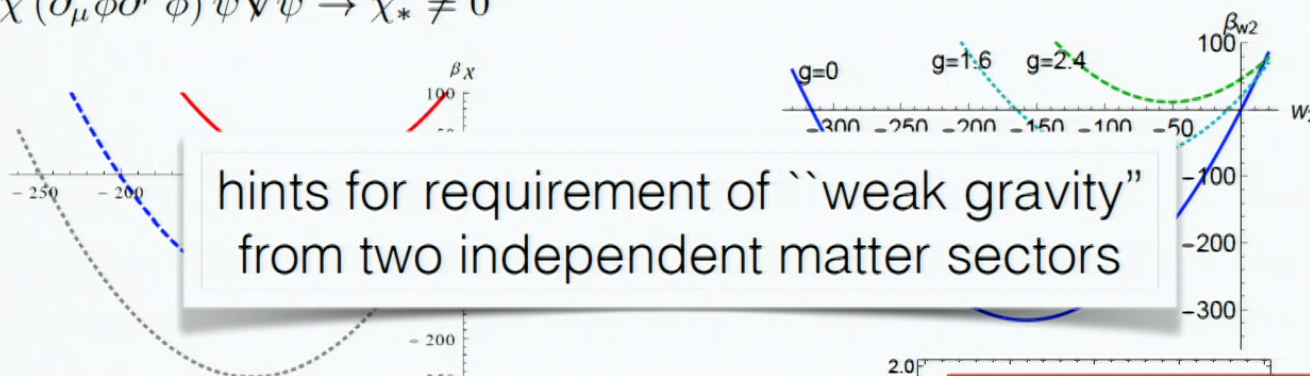 χ (∂μ φ∂ φ) ψ ∇ ψ → χ* ≠ 0
βχ
100
- 250 - 200
- 200
βw2
100
g=0 g=1.6 g=2.4
-300 -250 -200 -150 -100 -50
-100
-200
-300
2.0
hints for requirement of ``weak gravity”
from two independent matter sectors